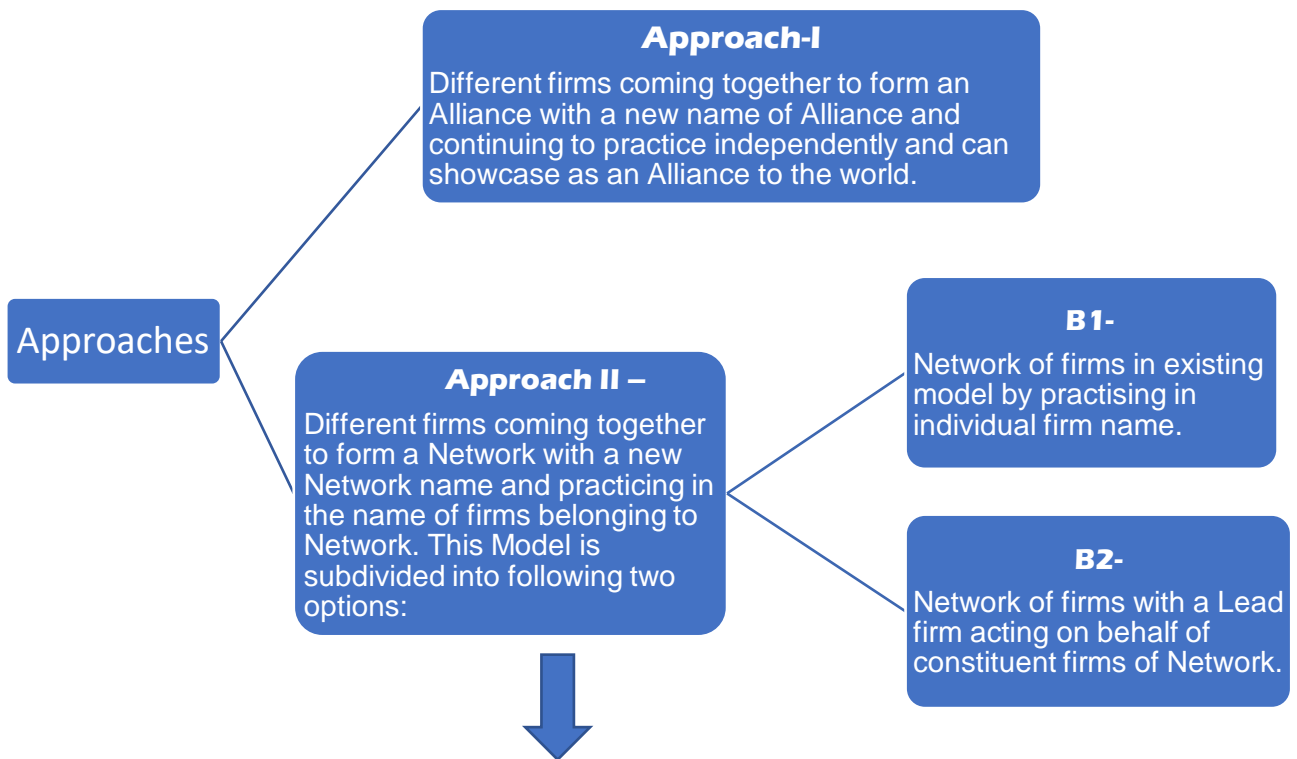 Approach-I
Different firms coming together to form an
Alliance with a new name of Alliance and
continuing to practice independently and can
showcase as an Alliance to the world.
Approaches
Approach II –
Different firms coming together
to form a Network with a new
Network name and practicing in
the name of firms belonging to
Network. This Model is
subdivided into following two
options:
B1-
Network of firms in existing
model by practising in
individual firm name.
B2-
Network of firms with a Lead
firm acting on behalf of
constituent firms of Network.